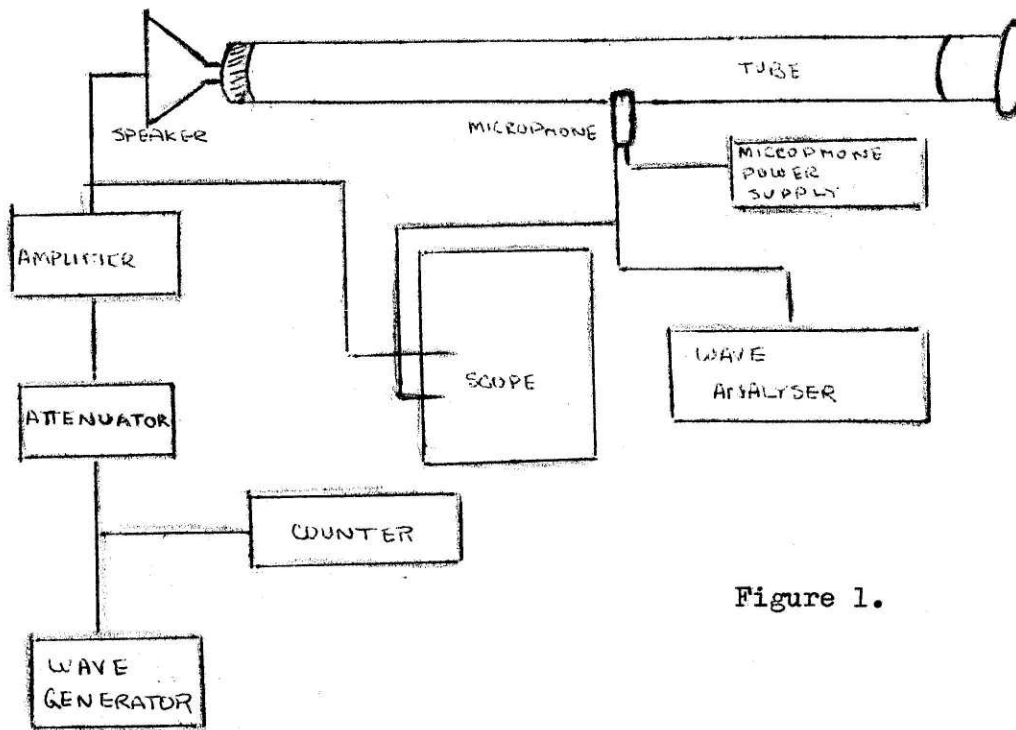 TUBE
SPEAKER
MICROPHONE
MICROPHONE
POWER
SUPPLY
AMPLIFIER
SCOPE
WAVE
ANALYSER
ATTENUATOR
COUNTER
Figure 1.
WAVE
GENERATOR